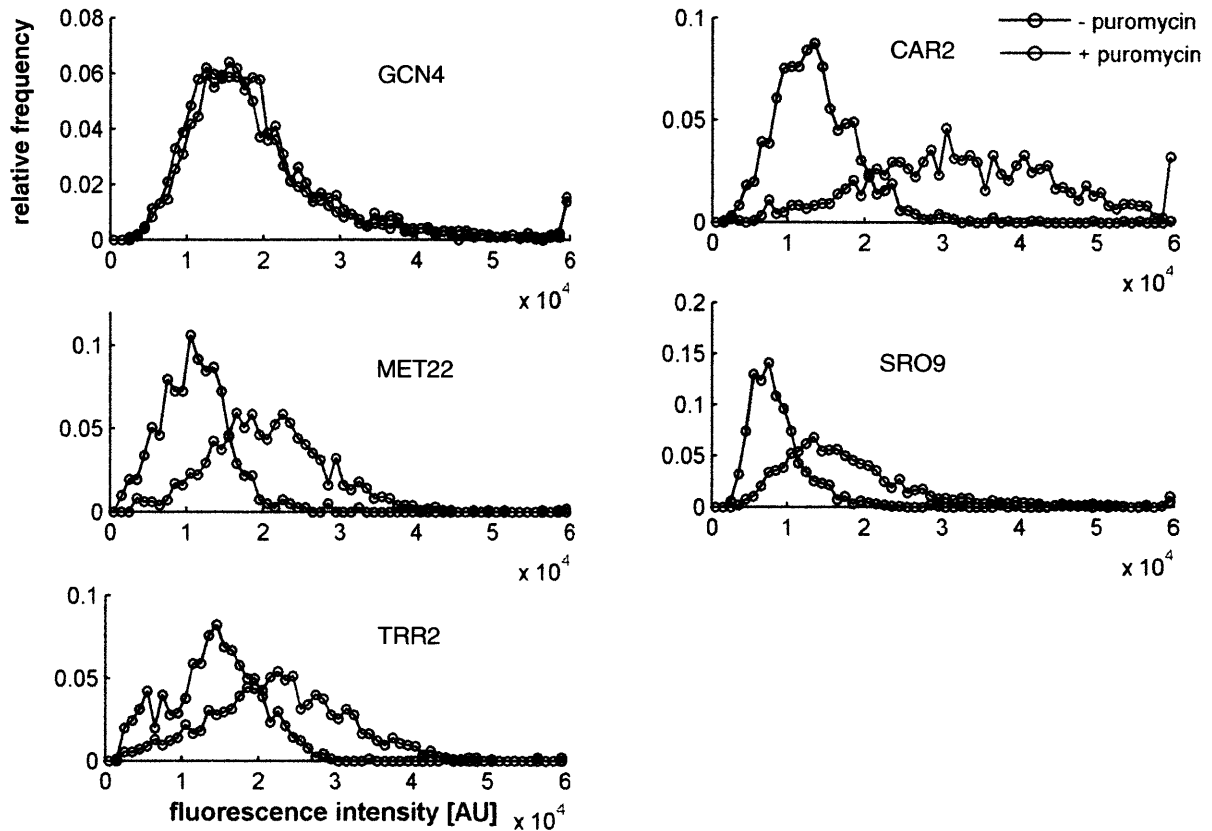 relative frequency
0.08
0.06
0.04
0.02
0
GCN4
0 1 2 3 4 5 6
x 10^4
0.1
0.05
0
CAR2
- puromycin
+ puromycin
0 1 2 3 4 5 6
x 10^4
0.1
0.05
0
MET22
0 1 2 3 4 5 6
x 10^4
0.2
0.15
0.1
0.05
0
SRO9
0 1 2 3 4 5 6
x 10^4
0.1
0.05
0
TRR2
0 1 2 3 4 5 6
fluorescence intensity [AU] x 10^4